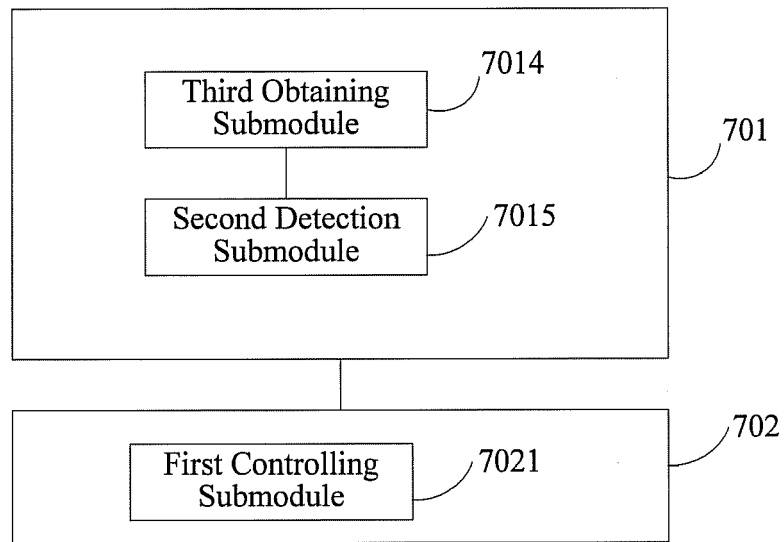 7014
Third Obtaining
Submodule
701
Second Detection
Submodule
7015
702
First Controlling
Submodule
7021